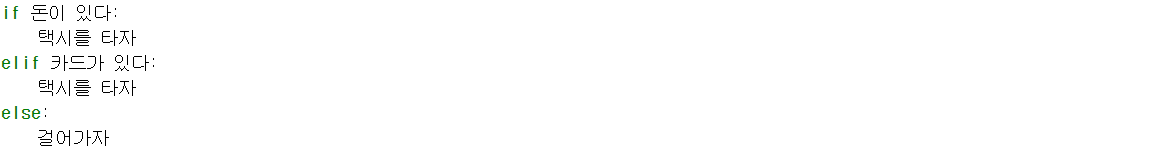 if 돈이 있다:
    택시를 타자
elif 카드가 있다:
    택시를 타자
else:
    걸어가자